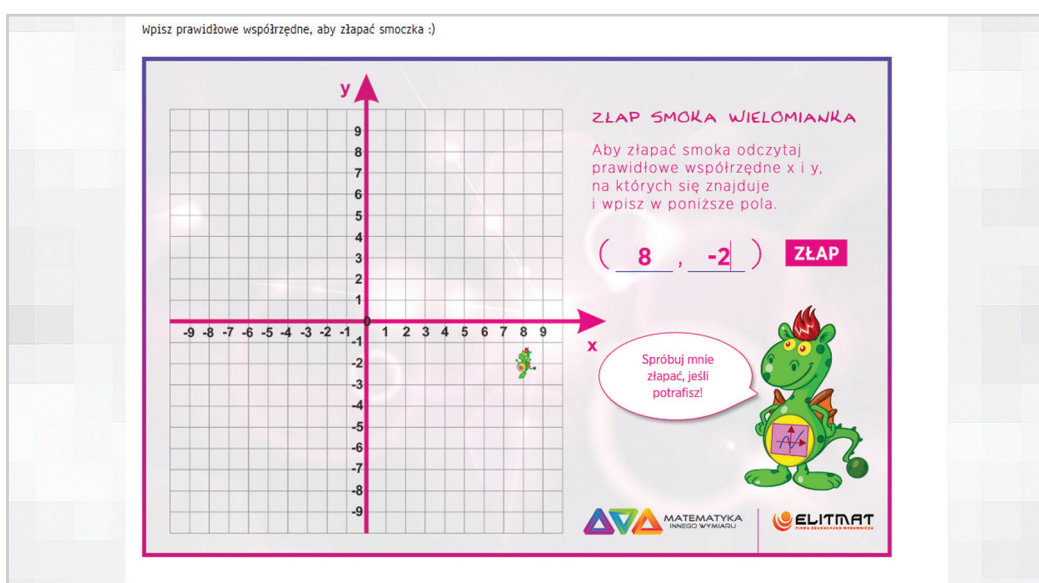 Wpisz prawidłowe współrzędne, aby złapać smoczka :)
y
9
8
7
6
5
4
3
2
1
0
-9 -8 -7 -6 -5 -4 -3 -2 -1 1 2 3 4 5 6 7 8 9
x
-1
-2
-3
-4
-5
-6
-7
-8
-9
ZŁAP SMOKA WIELOMIANKA
Aby złapać smoka odczytaj
prawidłowe współrzędne x i y,
na których się znajduje
i wpisz w poniższe pola.
( 8 , -2 ) ZŁAP
Spróbuj mnie
złapać, jeśli
potrafisz!
MATEMATYKA
INNEGO WYMIARU
ELITMAT
FIRMA EDUKACYJNO-WYDAWNICZA